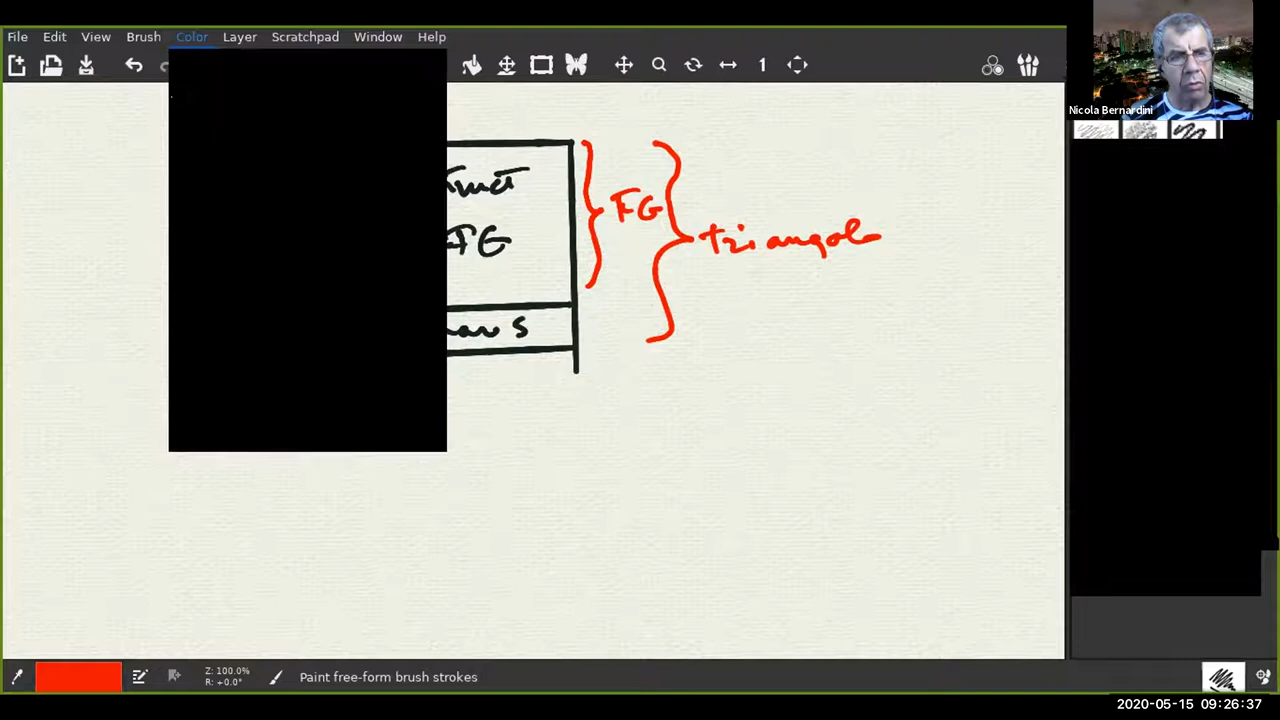 File Edit View Brush Color Layer Scratchpad Window Help
1
Nicola Bernardini
FG
FG
triangolo
S
Z: 100.0%
R: +0.0°
Paint free-form brush strokes
2020-05-15 09:26:37